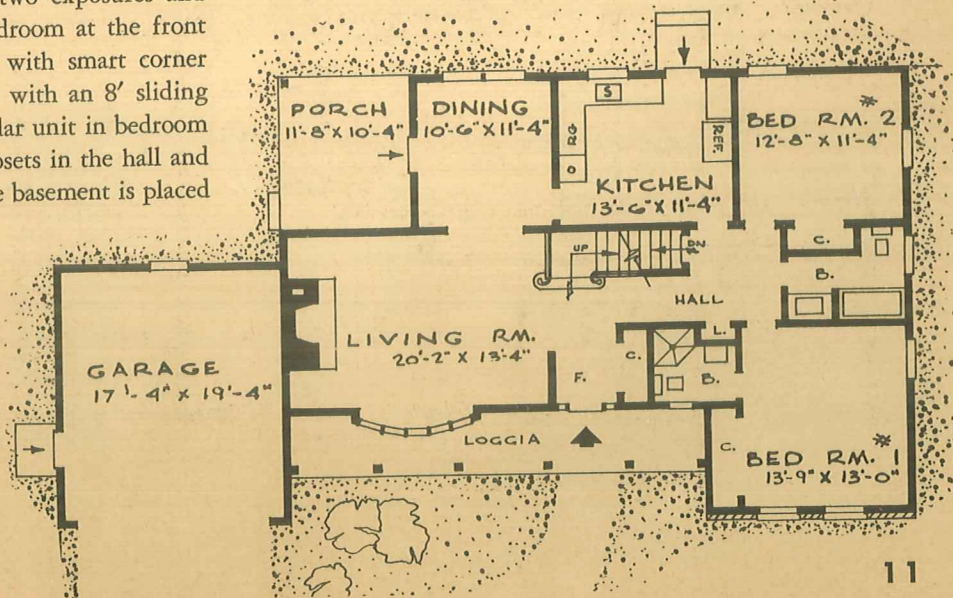 two exposures and
droom at the front
with smart corner
with an 8′ sliding
lar unit in bedroom
osets in the hall and
e basement is placed
PORCH
11'-8" X 10'-4"
DINING
10'-6" X 11'-4"
S
RG.
O
REF.
KITCHEN
13'-6" X 11'-4"
BED RM. 2
12'-8" X 11'-4"
UP
DN.
C.
B.
HALL
GARAGE
17'-4" X 19'-4"
LIVING RM.
20'-2" X 13'-4"
F.
C.
L.
B.
LOGGIA
C.
BED RM. 1
13'-9" X 13'-0"
11